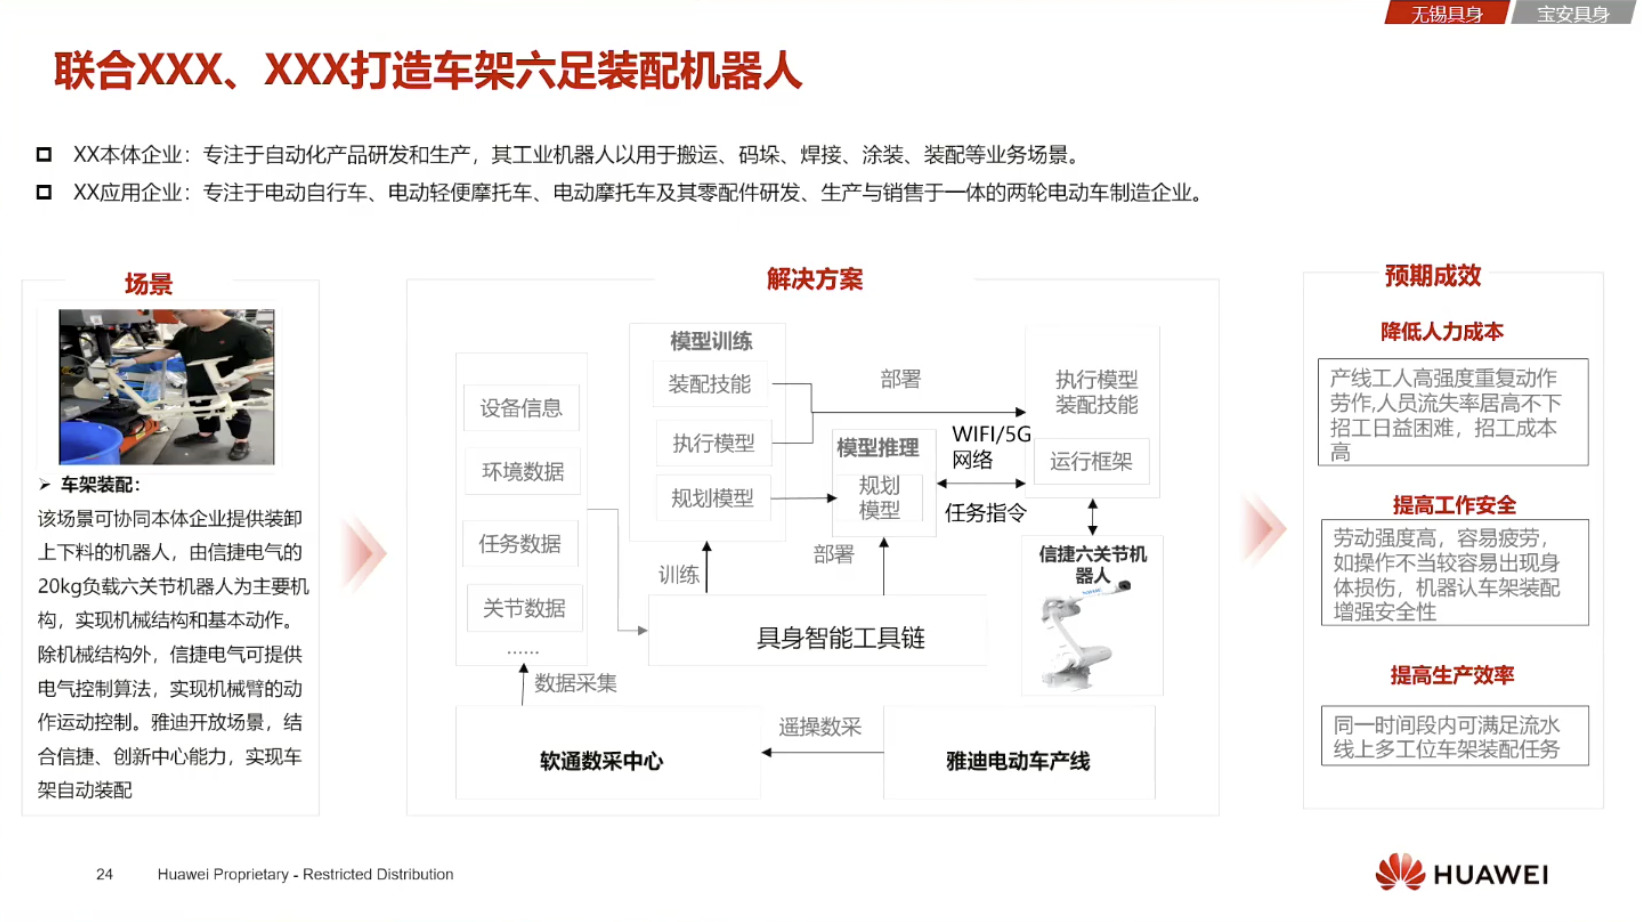 无锡具身
宝安具身
联合XXX、XXX打造车架六足装配机器人
XX本体企业：专注于自动化产品研发和生产，其工业机器人以用于搬运、码垛、焊接、涂装、装配等业务场景。
XX应用企业：专注于电动自行车、电动轻便摩托车、电动摩托车及其零配件研发、生产与销售于一体的两轮电动车制造企业。
场景
车架装配：
该场景可协同本体企业提供装卸
上下料的机器人，由信捷电气的
20kg负载六关节机器人为主要机
构，实现机械结构和基本动作。
除机械结构外，信捷电气可提供
电气控制算法，实现机械臂的动
作运动控制。雅迪开放场景，结
合信捷、创新中心能力，实现车
架自动装配
解决方案
设备信息
环境数据
任务数据
关节数据
······
数据采集
模型训练
装配技能
执行模型
规划模型
训练
部署
模型推理
规划
模型
部署
WIFI/5G
网络
任务指令
执行模型
装配技能
运行框架
信捷六关节机
器人
具身智能工具链
软通数采中心
遥操数采
雅迪电动车产线
预期成效
降低人力成本
产线工人高强度重复动作
劳作,人员流失率居高不下
招工日益困难，招工成本
高
提高工作安全
劳动强度高，容易疲劳，
如操作不当较容易出现身
体损伤，机器认车架装配
增强安全性
提高生产效率
同一时间段内可满足流水
线上多工位车架装配任务
24
Huawei Proprietary - Restricted Distribution
HUAWEI